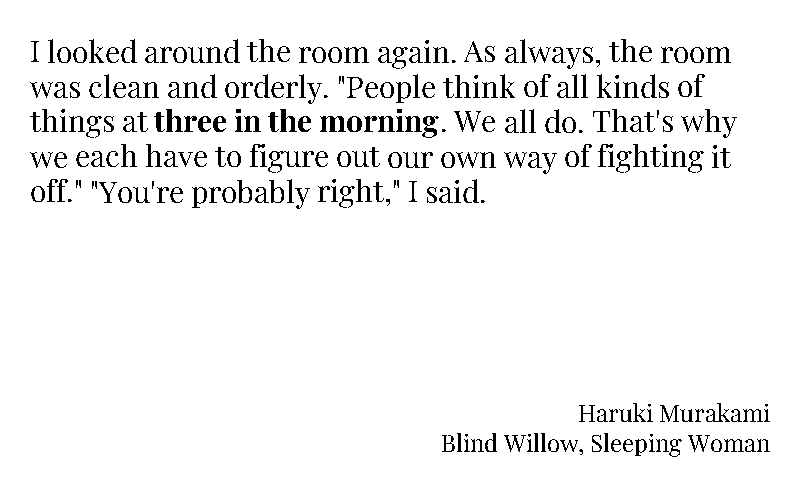 I looked around the room again. As always, the room
was clean and orderly. "People think of all kinds of
things at three in the morning. We all do. That's why
we each have to figure out our own way of fighting it
off." "You're probably right," I said.
Haruki Murakami
Blind Willow, Sleeping Woman